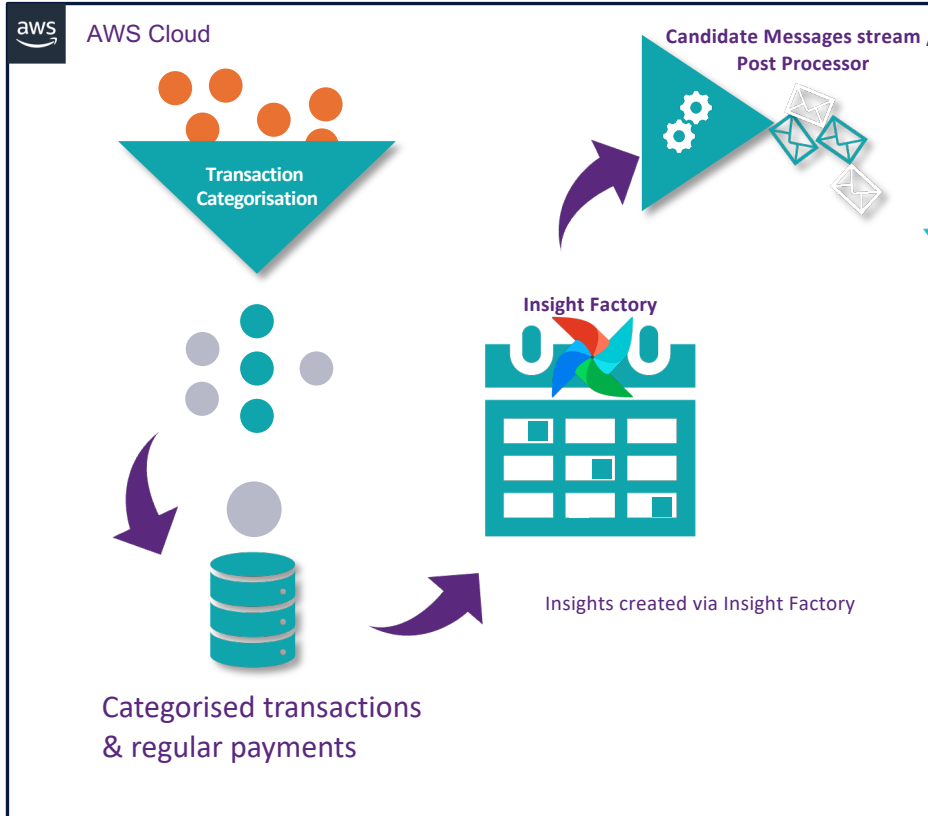 aws
AWS Cloud
Candidate Messages stream /
Post Processor
Transaction
Categorisation
Insight Factory
Insights created via Insight Factory
Categorised transactions
& regular payments